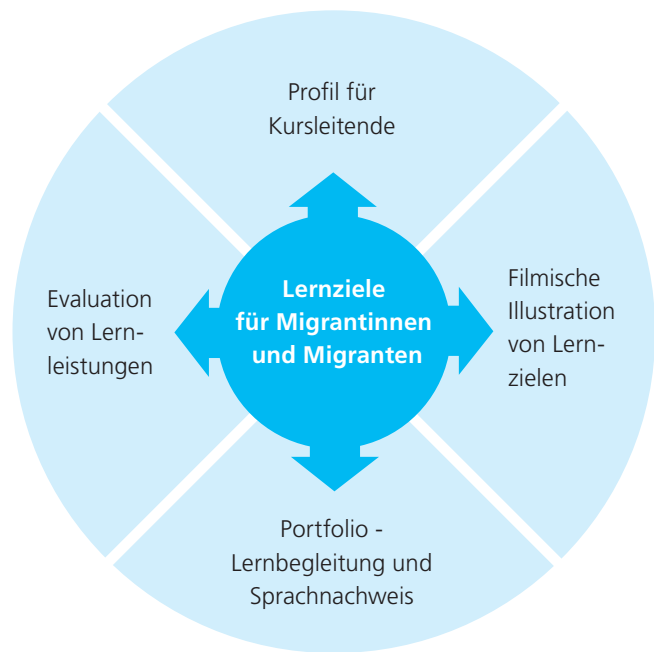 Profil für
Kursleitende
Evaluation
von Lern-
leistungen
Lernziele
für Migrantinnen
und Migranten
Filmische
Illustration
von Lern-
zielen
Portfolio -
Lernbegleitung und
Sprachnachweis